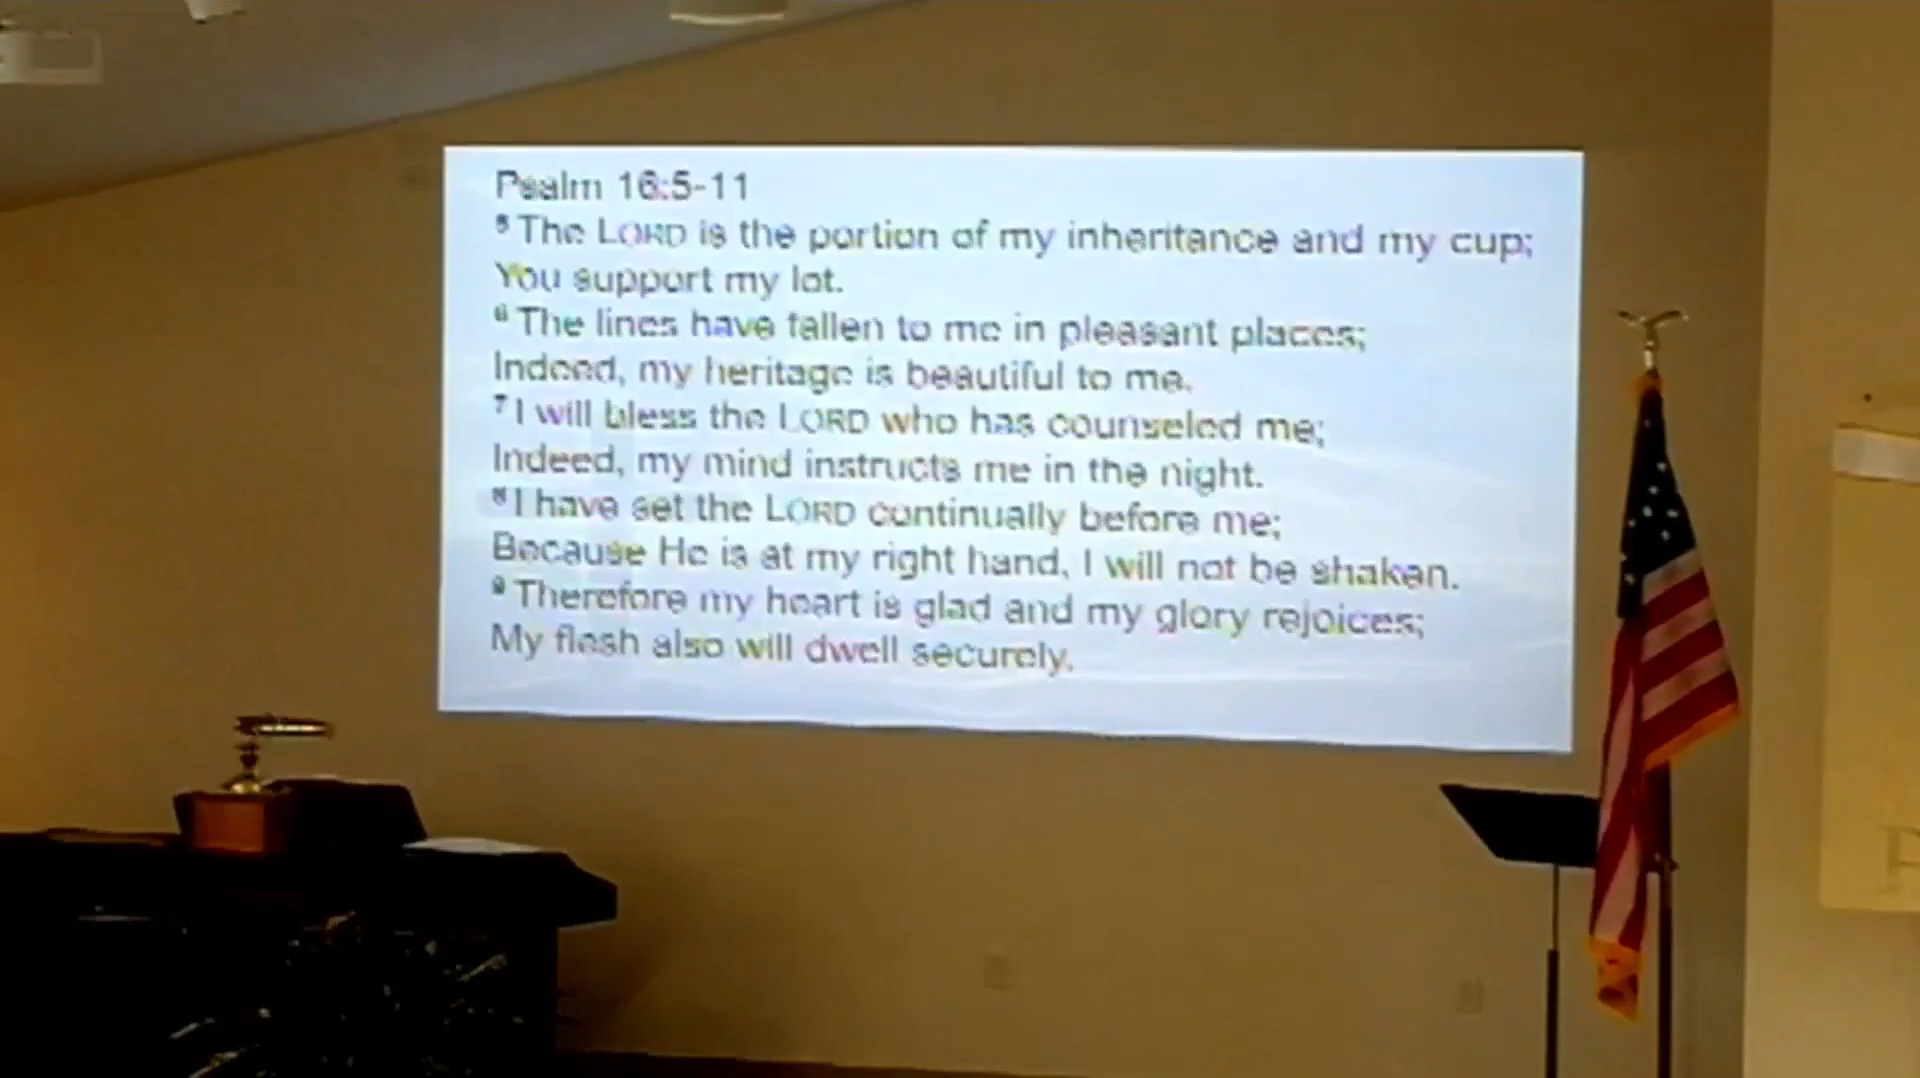 Psalm 16:5-11
⁵ The LORD is the portion of my inheritance and my cup;
You support my lot.
⁶ The lines have fallen to me in pleasant places;
Indeed, my heritage is beautiful to me.
⁷ I will bless the LORD who has counseled me;
Indeed, my mind instructs me in the night.
⁸ I have set the LORD continually before me;
Because He is at my right hand, I will not be shaken.
⁹ Therefore my heart is glad and my glory rejoices;
My flesh also will dwell securely.